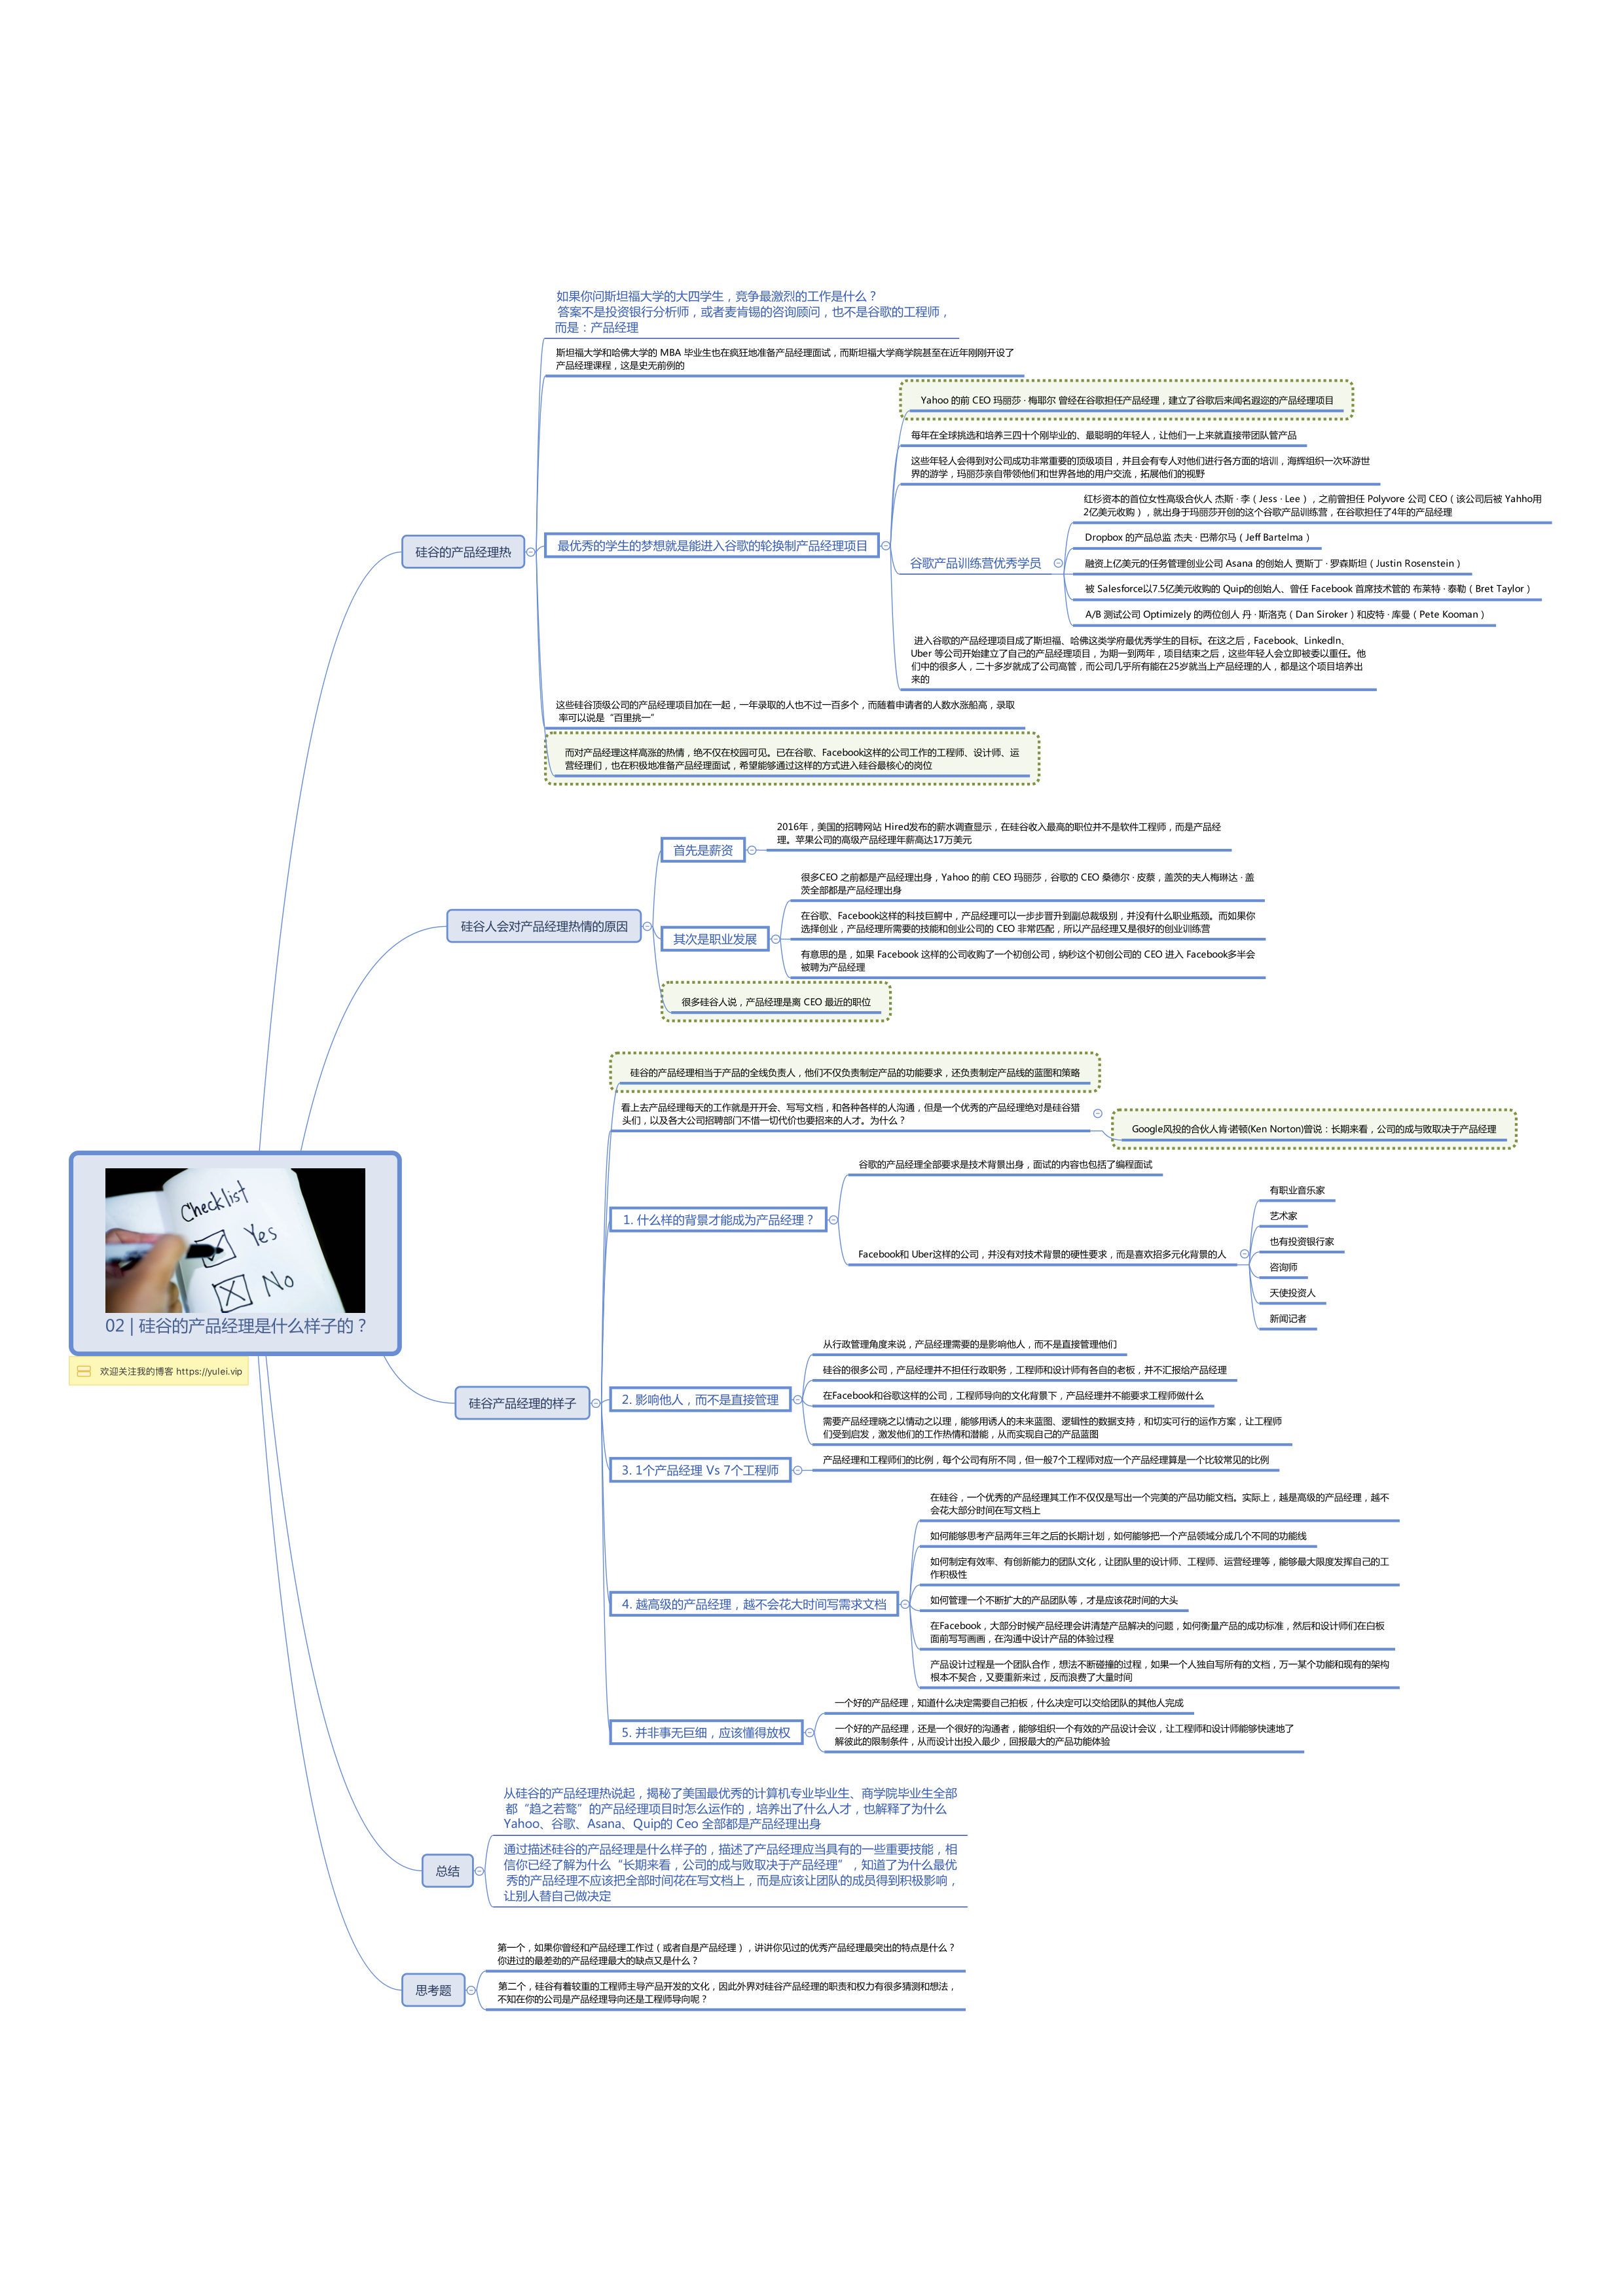 如果你问斯坦福大学的大四学生，竞争最激烈的工作是什么？
答案不是投资银行分析师，或者麦肯锡的咨询顾问，也不是谷歌的工程师，
而是：产品经理
斯坦福大学和哈佛大学的 MBA 毕业生也在疯狂地准备产品经理面试，而斯坦福大学商学院甚至在近年刚刚开设了
产品经理课程，这是史无前例的
硅谷的产品经理热
最优秀的学生的梦想就是能进入谷歌的轮换制产品经理项目
Yahoo 的前 CEO 玛丽莎 · 梅耶尔 曾经在谷歌担任产品经理，建立了谷歌后来闻名遐迩的产品经理项目
每年在全球挑选和培养三四十个刚毕业的、最聪明的年轻人，让他们一上来就直接带团队管产品
这些年轻人会得到对公司成功非常重要的顶级项目，并且会有专人对他们进行各方面的培训，海辉组织一次环游世
界的游学，玛丽莎亲自带领他们和世界各地的用户交流，拓展他们的视野
谷歌产品训练营优秀学员
红杉资本的首位女性高级合伙人 杰斯 · 李（Jess · Lee），之前曾担任 Polyvore 公司 CEO（该公司后被 Yahho用
2亿美元收购），就出身于玛丽莎开创的这个谷歌产品训练营，在谷歌担任了4年的产品经理
Dropbox 的产品总监 杰夫 · 巴蒂尔马（Jeff Bartelma）
融资上亿美元的任务管理创业公司 Asana 的创始人 贾斯丁 · 罗森斯坦（Justin Rosenstein）
被 Salesforce以7.5亿美元收购的 Quip的创始人、曾任 Facebook 首席技术管的 布莱特 · 泰勒（Bret Taylor）
A/B 测试公司 Optimizely 的两位创人 丹 · 斯洛克（Dan Siroker）和皮特 · 库曼（Pete Kooman）
进入谷歌的产品经理项目成了斯坦福、哈佛这类学府最优秀学生的目标。在这之后，Facebook、LinkedIn、
Uber 等公司开始建立了自己的产品经理项目，为期一到两年，项目结束之后，这些年轻人会立即被委以重任。他
们中的很多人，二十多岁就成了公司高管，而公司几乎所有能在25岁就当上产品经理的人，都是这个项目培养出
来的
这些硅谷顶级公司的产品经理项目加在一起，一年录取的人也不过一百多个，而随着申请者的人数水涨船高，录取
率可以说是“百里挑一”
而对产品经理这样高涨的热情，绝不仅在校园可见。已在谷歌、Facebook这样的公司工作的工程师、设计师、运
营经理们，也在积极地准备产品经理面试，希望能够通过这样的方式进入硅谷最核心的岗位
硅谷人会对产品经理热情的原因
首先是薪资
2016年，美国的招聘网站 Hired发布的薪水调查显示，在硅谷收入最高的职位并不是软件工程师，而是产品经
理。苹果公司的高级产品经理年薪高达17万美元
其次是职业发展
很多CEO 之前都是产品经理出身，Yahoo 的前 CEO 玛丽莎，谷歌的 CEO 桑德尔 · 皮蔡，盖茨的夫人梅琳达 · 盖
茨全部都是产品经理出身
在谷歌、Facebook这样的科技巨鳄中，产品经理可以一步步晋升到副总裁级别，并没有什么职业瓶颈。而如果你
选择创业，产品经理所需要的技能和创业公司的 CEO 非常匹配，所以产品经理又是很好的创业训练营
有意思的是，如果 Facebook 这样的公司收购了一个初创公司，纳秒这个初创公司的 CEO 进入 Facebook多半会
被聘为产品经理
很多硅谷人说，产品经理是离 CEO 最近的职位
Checklist
Yes
No
02 | 硅谷的产品经理是什么样子的？
欢迎关注我的博客 https://yulei.vip
硅谷产品经理的样子
硅谷的产品经理相当于产品的全线负责人，他们不仅负责制定产品的功能要求，还负责制定产品线的蓝图和策略
看上去产品经理每天的工作就是开开会、写写文档，和各种各样的人沟通，但是一个优秀的产品经理绝对是硅谷猎
头们，以及各大公司招聘部门不惜一切代价也要招来的人才。为什么？
Google风投的合伙人肯·诺顿(Ken Norton)曾说：长期来看，公司的成与败取决于产品经理
1. 什么样的背景才能成为产品经理？
谷歌的产品经理全部要求是技术背景出身，面试的内容也包括了编程面试
Facebook和 Uber这样的公司，并没有对技术背景的硬性要求，而是喜欢招多元化背景的人
有职业音乐家
艺术家
也有投资银行家
咨询师
天使投资人
新闻记者
2. 影响他人，而不是直接管理
从行政管理角度来说，产品经理需要的是影响他人，而不是直接管理他们
硅谷的很多公司，产品经理并不担任行政职务，工程师和设计师有各自的老板，并不汇报给产品经理
在Facebook和谷歌这样的公司，工程师导向的文化背景下，产品经理并不能要求工程师做什么
需要产品经理晓之以情动之以理，能够用诱人的未来蓝图、逻辑性的数据支持，和切实可行的运作方案，让工程师
们受到启发，激发他们的工作热情和潜能，从而实现自己的产品蓝图
3. 1个产品经理 Vs 7个工程师
产品经理和工程师们的比例，每个公司有所不同，但一般7个工程师对应一个产品经理算是一个比较常见的比例
4. 越高级的产品经理，越不会花大时间写需求文档
在硅谷，一个优秀的产品经理其工作不仅仅是写出一个完美的产品功能文档。实际上，越是高级的产品经理，越不
会花大部分时间在写文档上
如何能够思考产品两年三年之后的长期计划，如何能够把一个产品领域分成几个不同的功能线
如何制定有效率、有创新能力的团队文化，让团队里的设计师、工程师、运营经理等，能够最大限度发挥自己的工
作积极性
如何管理一个不断扩大的产品团队等，才是应该花时间的大头
在Facebook，大部分时候产品经理会讲清楚产品解决的问题，如何衡量产品的成功标准，然后和设计师们在白板
面前写写画画，在沟通中设计产品的体验过程
产品设计过程是一个团队合作，想法不断碰撞的过程，如果一个人独自写所有的文档，万一某个功能和现有的架构
根本不契合，又要重新来过，反而浪费了大量时间
5. 并非事无巨细，应该懂得放权
一个好的产品经理，知道什么决定需要自己拍板，什么决定可以交给团队的其他人完成
一个好的产品经理，还是一个很好的沟通者，能够组织一个有效的产品设计会议，让工程师和设计师能够快速地了
解彼此的限制条件，从而设计出投入最少，回报最大的产品功能体验
总结
从硅谷的产品经理热说起，揭秘了美国最优秀的计算机专业毕业生、商学院毕业生全部
都“趋之若鹜”的产品经理项目时怎么运作的，培养出了什么人才，也解释了为什么
Yahoo、谷歌、Asana、Quip的 Ceo 全部都是产品经理出身
通过描述硅谷的产品经理是什么样子的，描述了产品经理应当具有的一些重要技能，相
信你已经了解为什么“长期来看，公司的成与败取决于产品经理”，知道了为什么最优
秀的产品经理不应该把全部时间花在写文档上，而是应该让团队的成员得到积极影响，
让别人替自己做决定
思考题
第一个，如果你曾经和产品经理工作过（或者自是产品经理），讲讲你见过的优秀产品经理最突出的特点是什么？
你进过的最差劲的产品经理最大的缺点又是什么？
第二个，硅谷有着较重的工程师主导产品开发的文化，因此外界对硅谷产品经理的职责和权力有很多猜测和想法，
不知在你的公司是产品经理导向还是工程师导向呢？